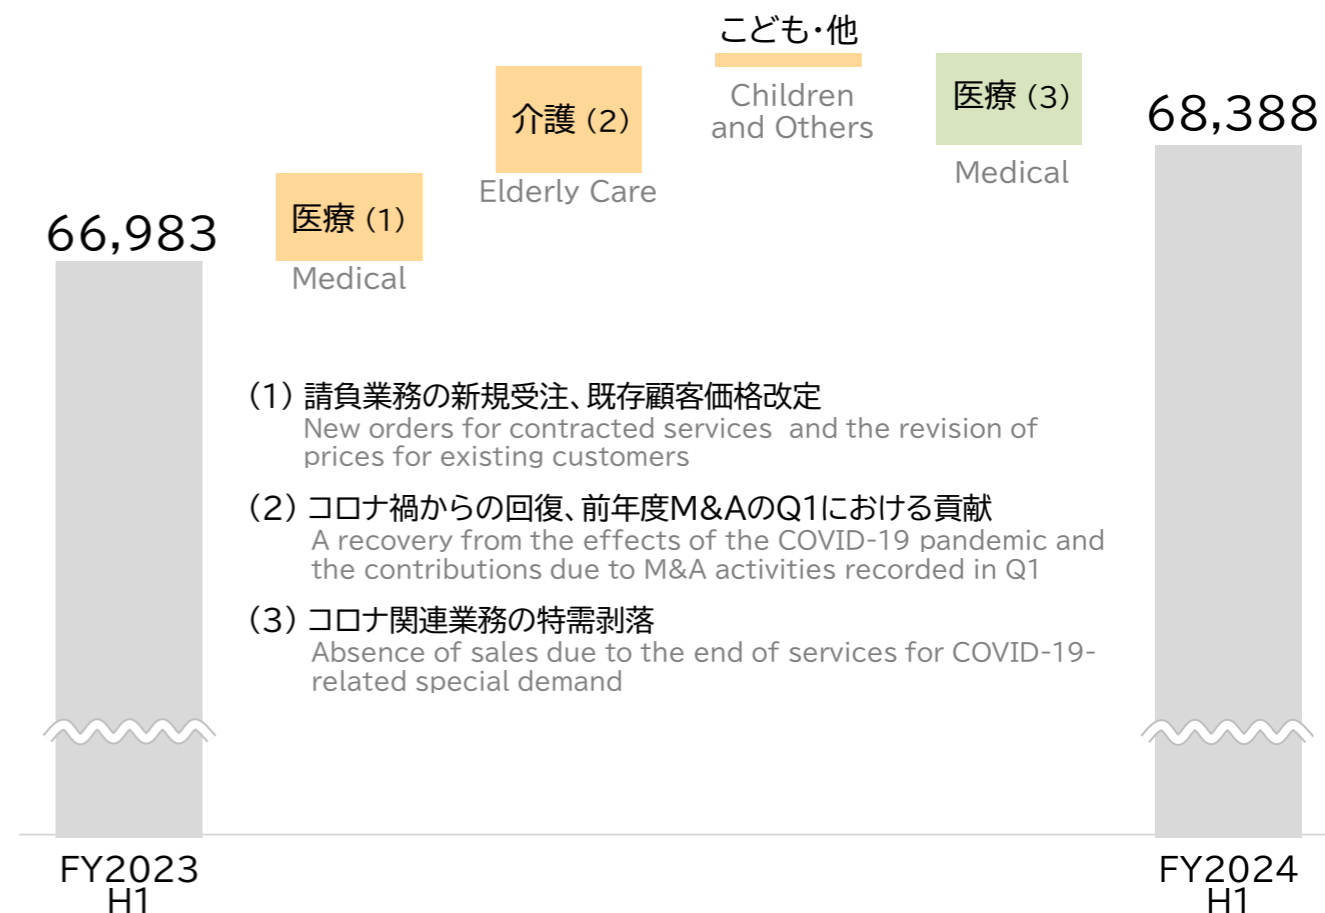 こども・他
Children
and Others
介護 (2)
Elderly Care
医療 (3)
Medical
68,388
医療 (1)
Medical
66,983
(1) 請負業務の新規受注、既存顧客価格改定
New orders for contracted services and the revision of
prices for existing customers
(2) コロナ禍からの回復、前年度M&AのQ1における貢献
A recovery from the effects of the COVID-19 pandemic and
the contributions due to M&A activities recorded in Q1
(3) コロナ関連業務の特需剥落
Absence of sales due to the end of services for COVID-19-
related special demand
FY2023
H1
FY2024
H1